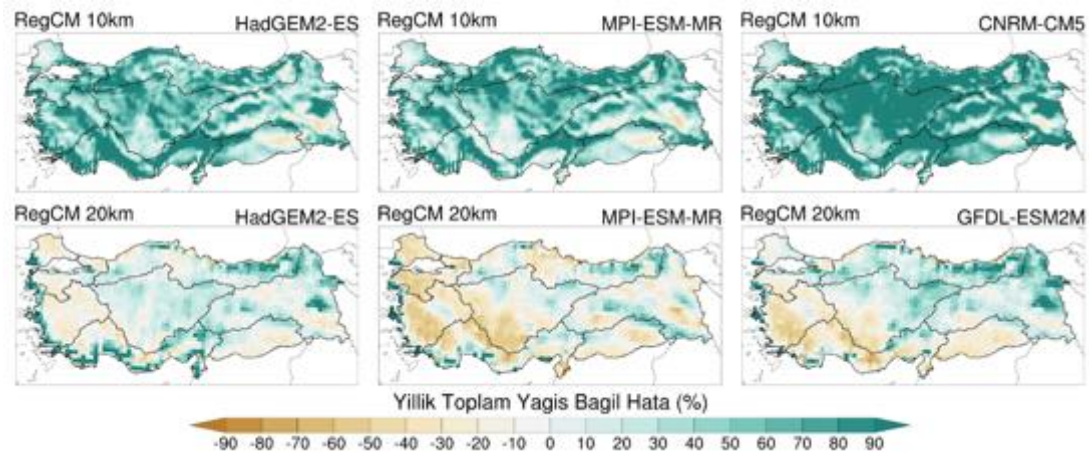 RegCM 10km HadGEM2-ES RegCM 10km MPI-ESM-MR RegCM 10km CNRM-CM5
RegCM 20km HadGEM2-ES RegCM 20km MPI-ESM-MR RegCM 20km GFDL-ESM2M
Yillik Toplam Yagis Bagil Hata (%)
-90 -80 -70 -60 -50 -40 -30 -20 -10 0 10 20 30 40 50 60 70 80 90